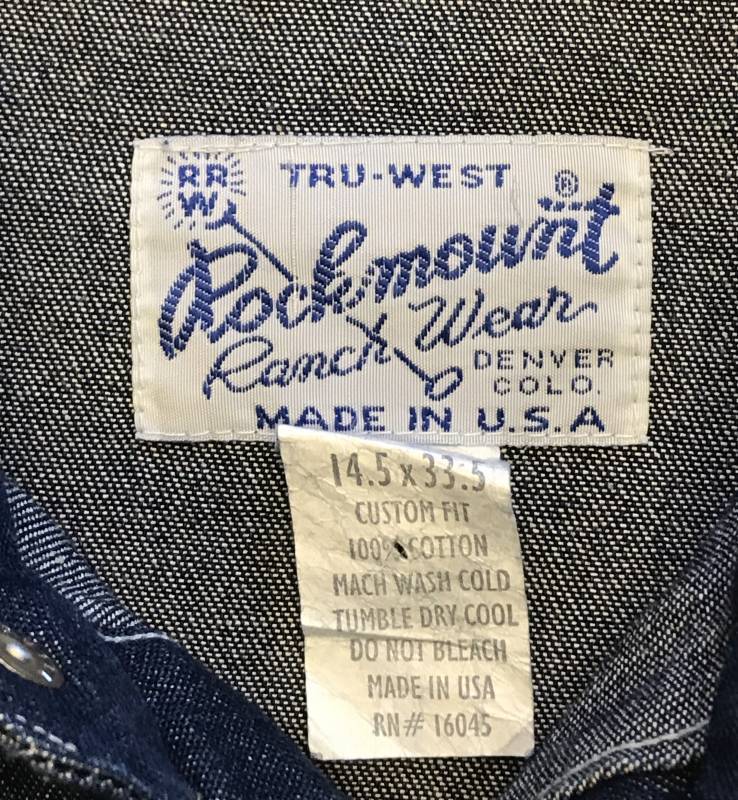 RRW
TRU-WEST
®
Rockmount
Ranch Wear
DENVER
COLO.
MADE IN U.S.A
14.5 x 33.5
CUSTOM FIT
100% COTTON
MACH WASH COLD
TUMBLE DRY COOL
DO NOT BLEACH
MADE IN USA
RN# 16045